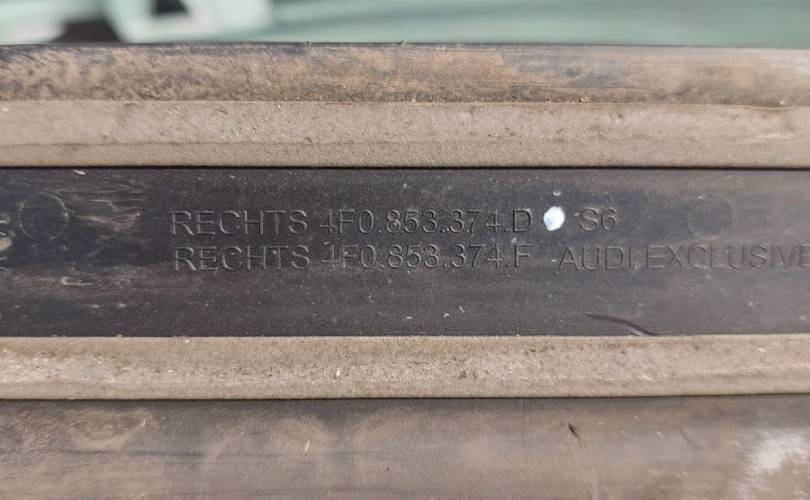 RECHTS 4F0.853.374.D S6
RECHTS 4F0.853.374.F AUDI EXCLUSIVE